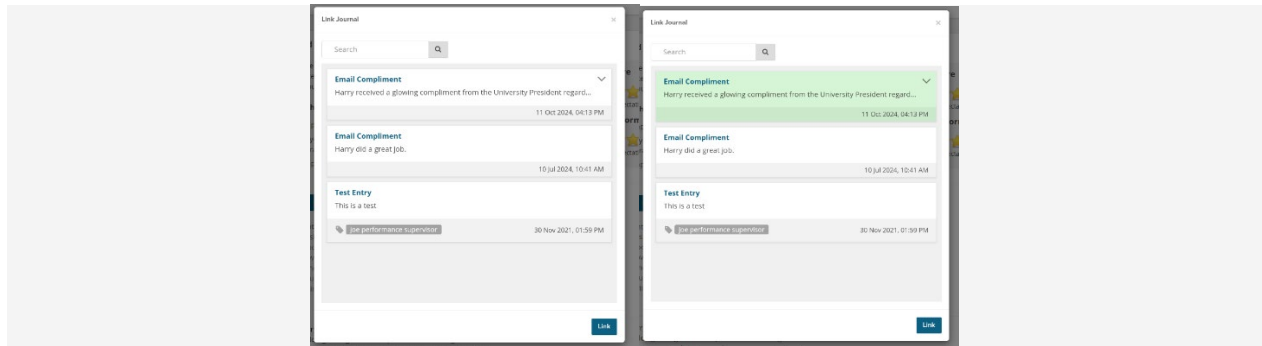 Link Journal
×
Search
Email Compliment
Harry received a glowing compliment from the University President regard...
11 Oct 2024, 04:13 PM
Email Compliment
Harry did a great job.
10 Jul 2024, 10:41 AM
Test Entry
This is a test
joe performance supervisor
30 Nov 2021, 01:59 PM
Link
Link Journal
×
Search
Email Compliment
Harry received a glowing compliment from the University President regard...
11 Oct 2024, 04:13 PM
Email Compliment
Harry did a great job.
10 Jul 2024, 10:41 AM
Test Entry
This is a test
joe performance supervisor
30 Nov 2021, 01:59 PM
Link